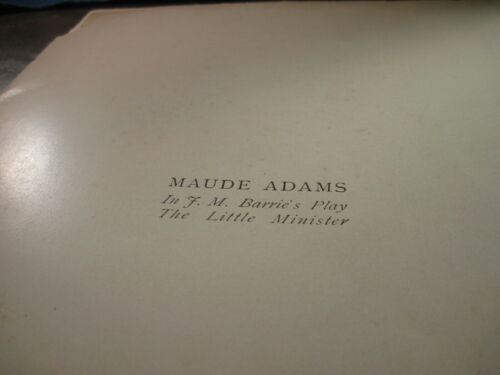 MAUDE ADAMS
In J. M. Barrie's Play
The Little Minister